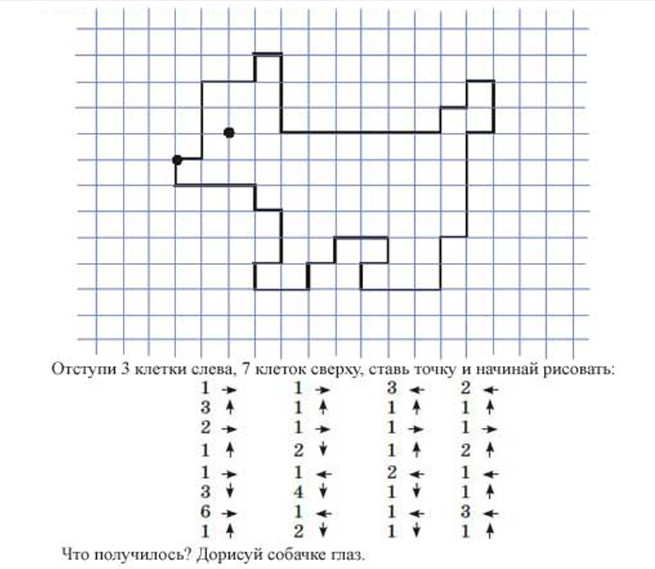 Отступи 3 клетки слева, 7 клеток сверху, ставь точку и начинай рисовать:
1 → 1 → 3 ← 2 ←
3 ↑ 1 ↑ 1 ↑ 1 ↑
2 → 1 → 1 → 1 →
1 ↑ 2 ↓ 1 ↑ 2 ↑
1 → 1 ← 2 ← 1 ←
3 ↓ 4 ↓ 1 ↓ 1 ↑
6 → 1 ← 1 ← 3 ←
1 ↑ 2 ↓ 1 ↓ 1 ↑
Что получилось? Дорисуй собачке глаз.